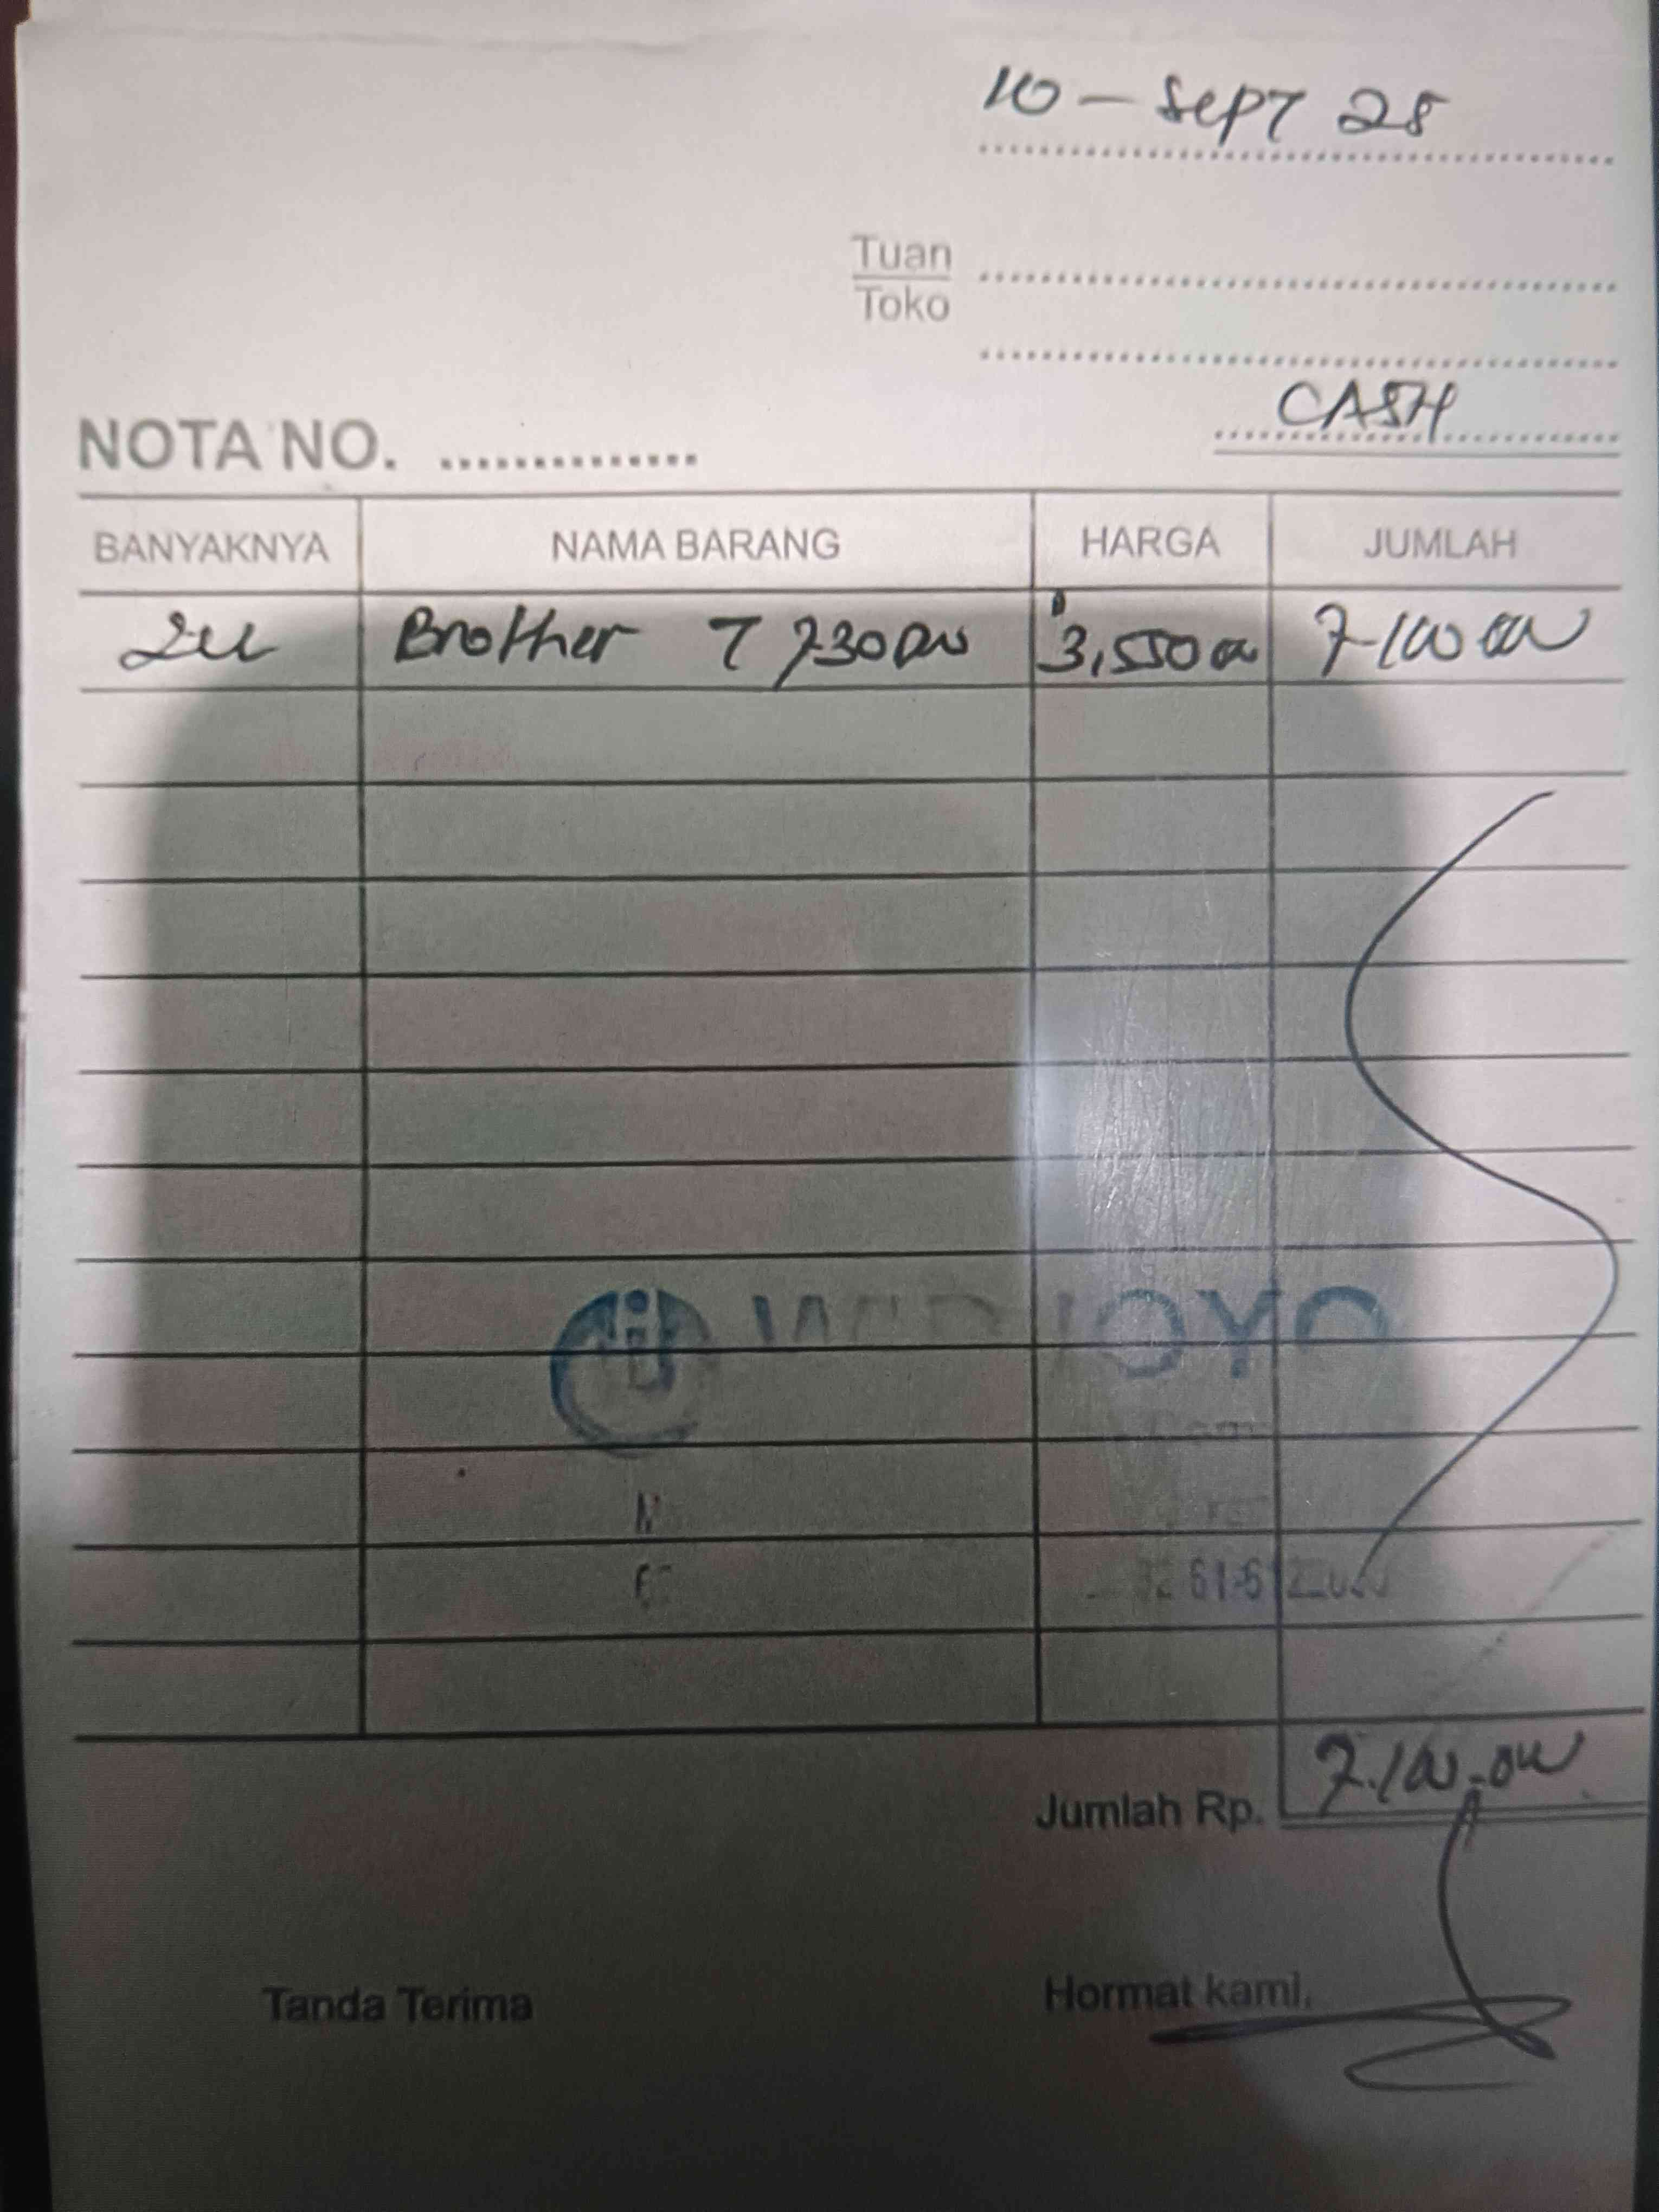 10 - Sept 25
Tuan
Toko
CASH
NOTA NO. ..............
BANYAKNYA NAMA BARANG HARGA JUMLAH
2u Brother T 730DW 3,550 000 7.100 000
Jumlah Rp. 7.100.000
Tanda Terima Hormat kami,